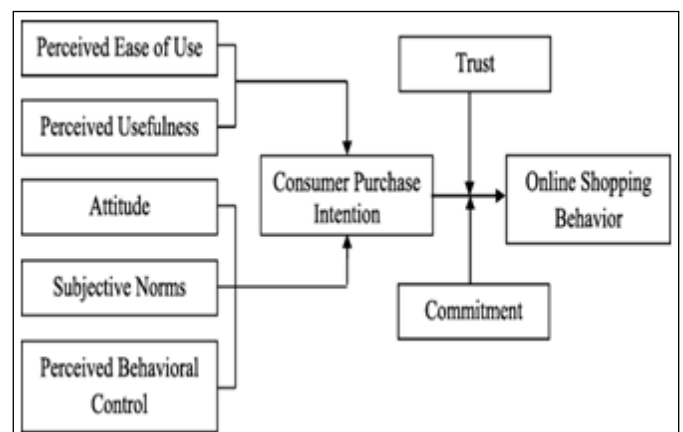 Perceived Ease of Use
Perceived Usefulness
Attitude
Subjective Norms
Perceived Behavioral
Control
Consumer Purchase
Intention
Trust
Commitment
Online Shopping
Behavior